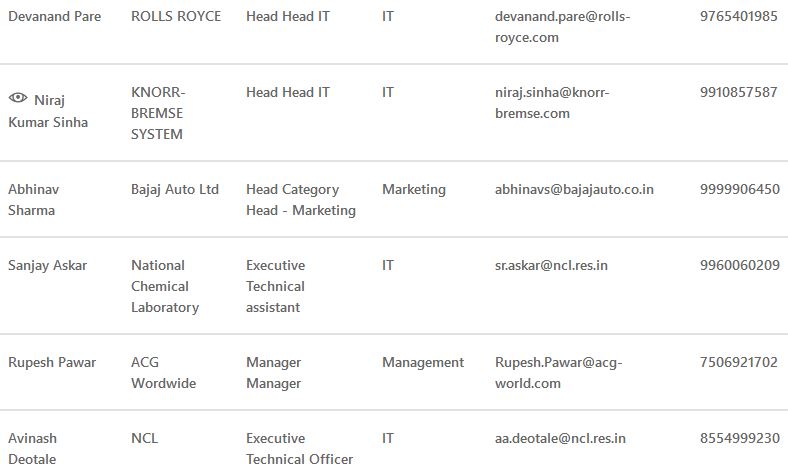 Devanand Pare ROLLS ROYCE Head Head IT IT devanand.pare@rolls- 9765401985
royce.com
Niraj KNORR- Head Head IT IT niraj.sinha@knorr- 9910857587
Kumar Sinha BREMSE bremse.com
SYSTEM
Abhinav Bajaj Auto Ltd Head Category Marketing abhinavs@bajajauto.co.in 9999906450
Sharma Head - Marketing
Sanjay Askar National Executive IT sr.askar@ncl.res.in 9960060209
Chemical Technical
Laboratory assistant
Rupesh Pawar ACG Manager Management Rupesh.Pawar@acg- 7506921702
Wordwide Manager world.com
Avinash NCL Executive IT aa.deotale@ncl.res.in 8554999230
Deotale Technical Officer